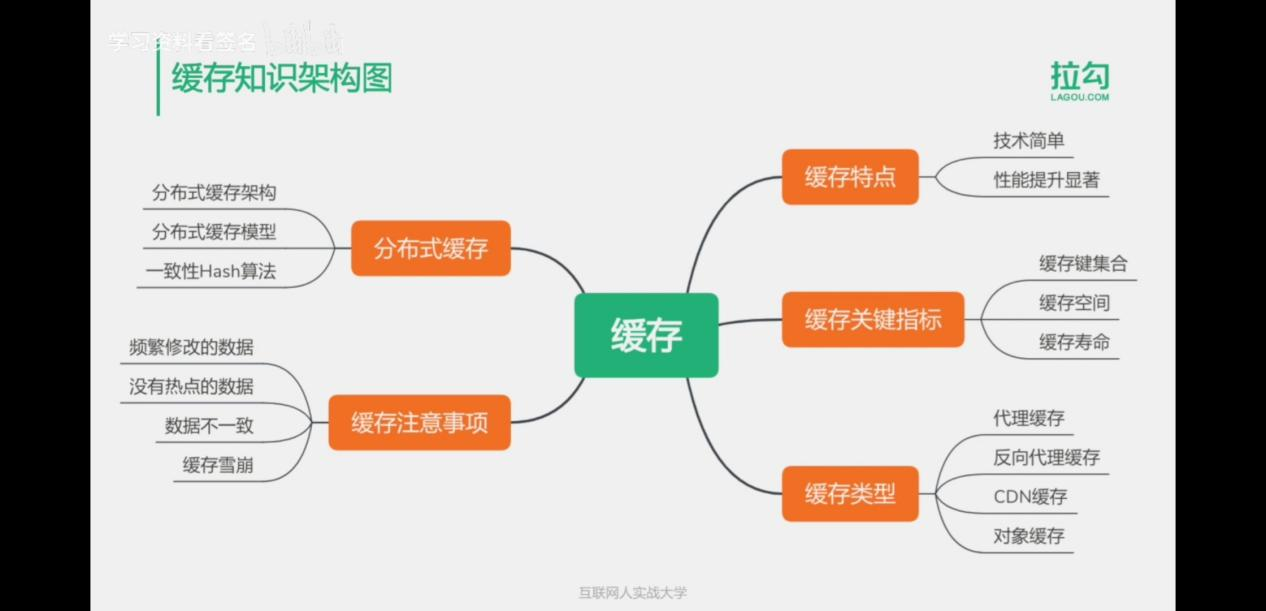 学习资料看签名
缓存知识架构图
拉勾
LAGOU.COM
缓存
缓存特点
技术简单
性能提升显著
缓存关键指标
缓存键集合
缓存空间
缓存寿命
缓存类型
代理缓存
反向代理缓存
CDN缓存
对象缓存
分布式缓存
分布式缓存架构
分布式缓存模型
一致性Hash算法
缓存注意事项
频繁修改的数据
没有热点的数据
数据不一致
缓存雪崩
互联网人实战大学